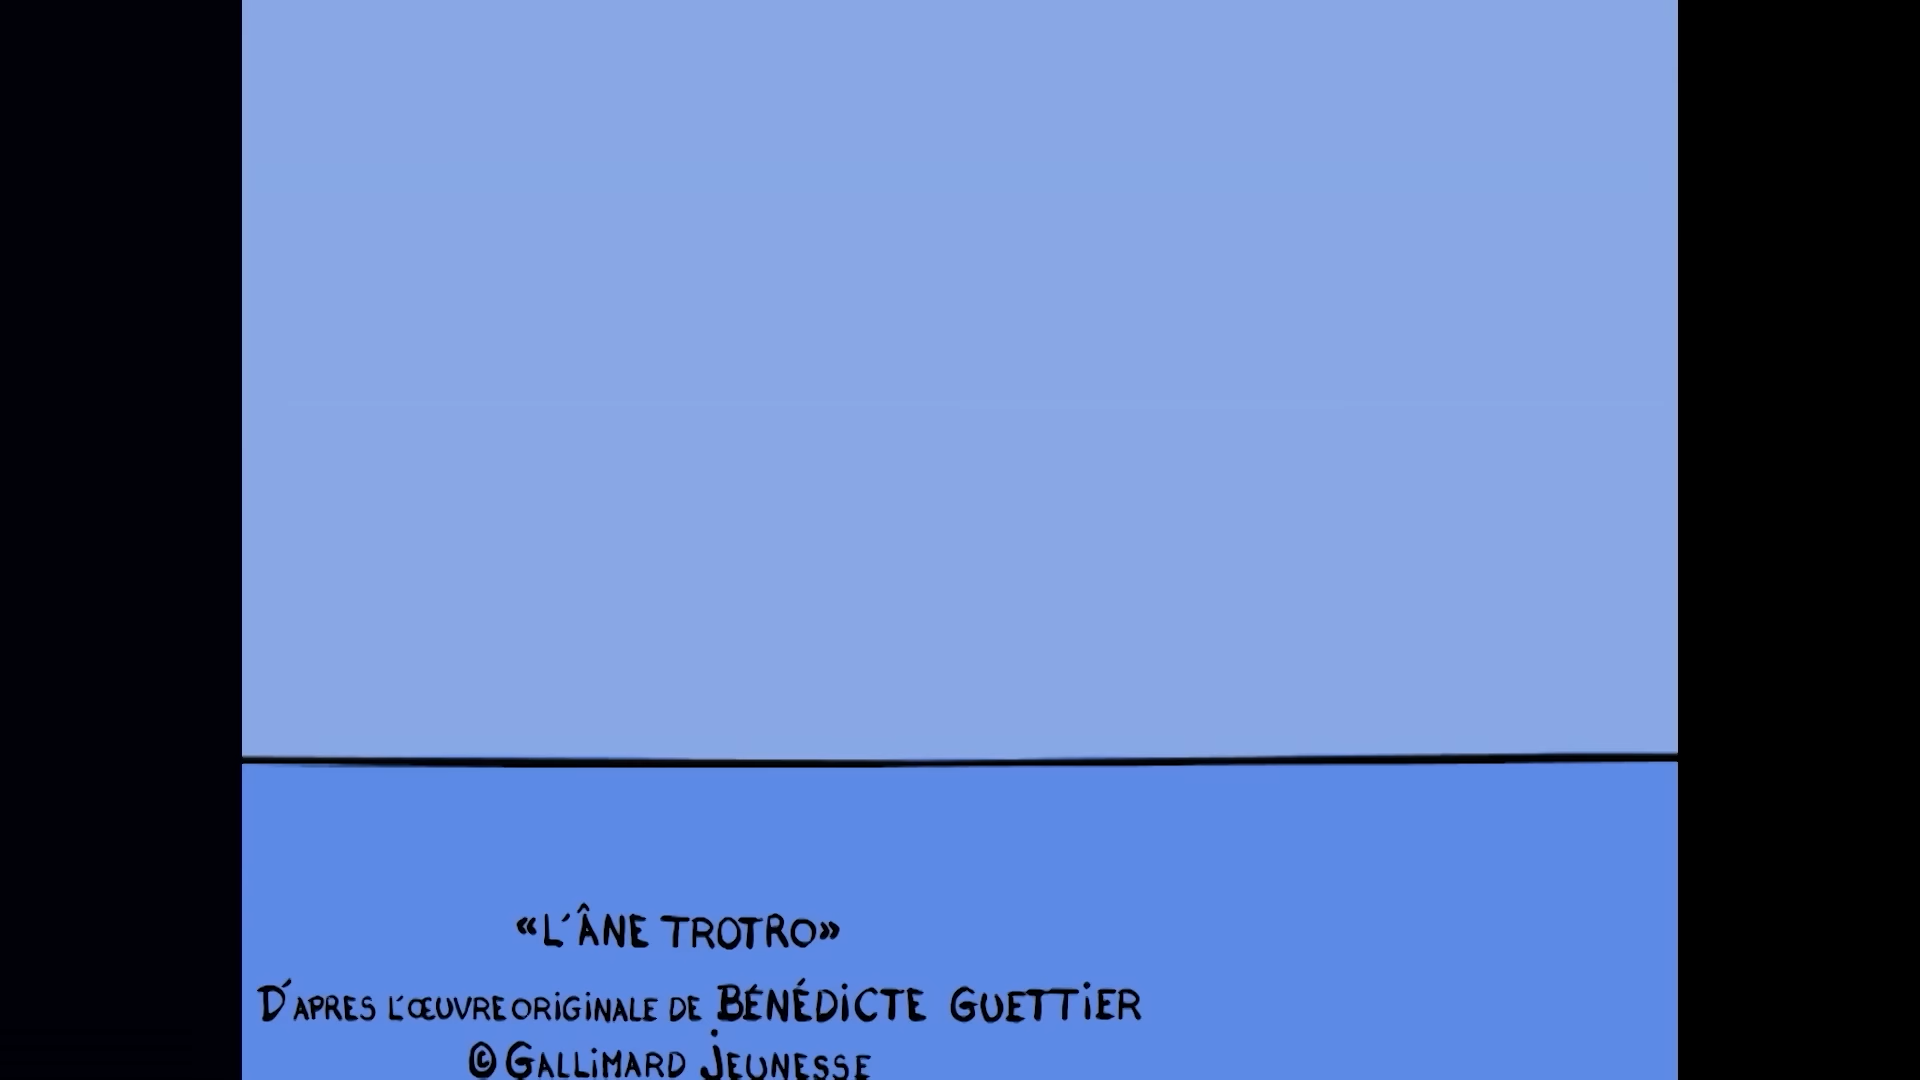 «L'ÂNE TROTRO»
D'APRES L'ŒUVRE ORIGINALE DE BÉNÉDICTE GUETTIER
© GALLIMARD JEUNESSE